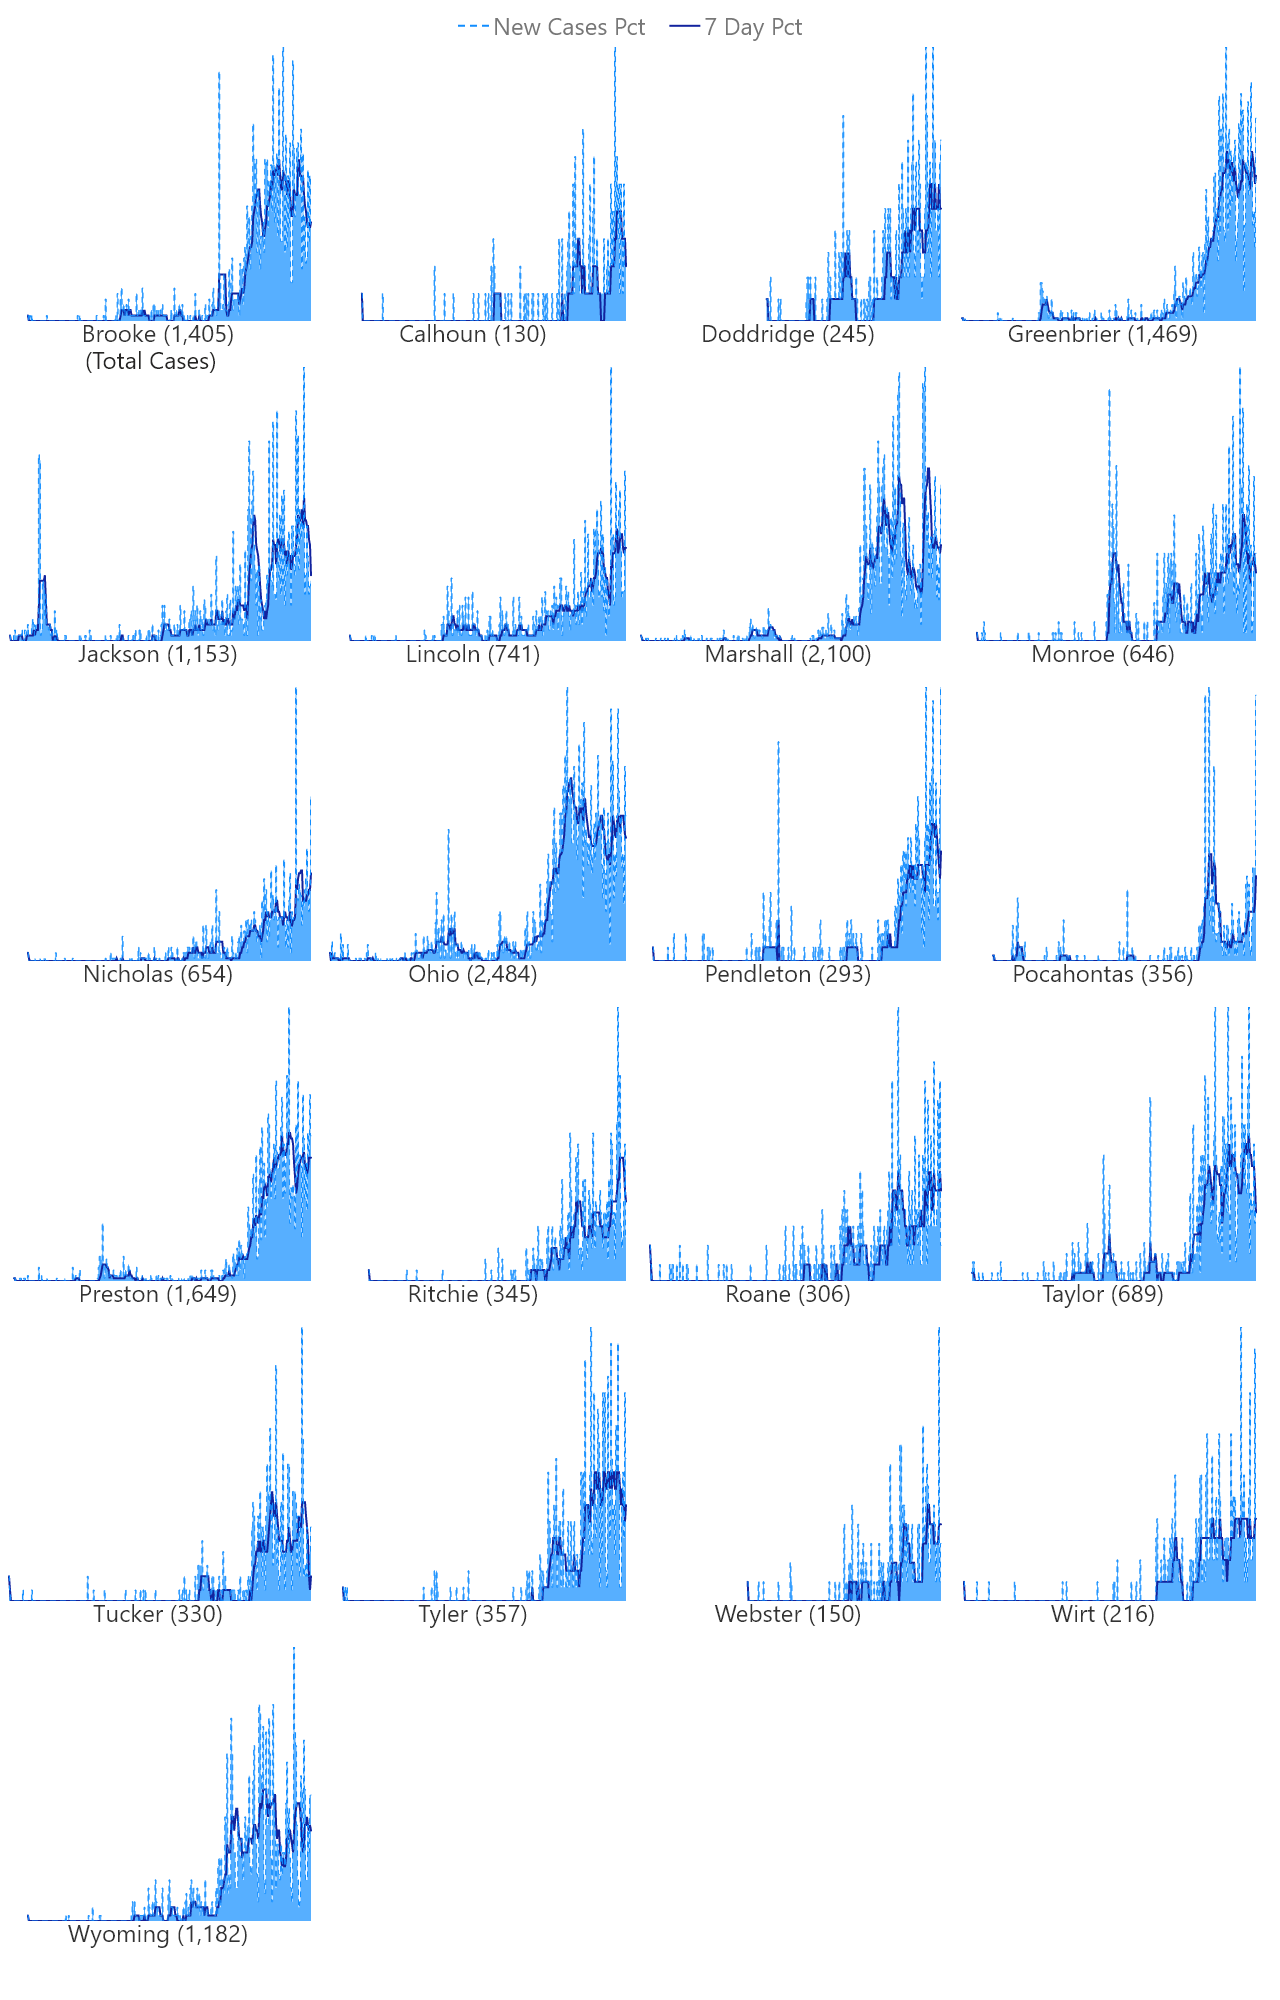 New Cases Pct 7 Day Pct
Brooke (1,405) Calhoun (130) Doddridge (245) Greenbrier (1,469)
(Total Cases)
Jackson (1,153) Lincoln (741) Marshall (2,100) Monroe (646)
Nicholas (654) Ohio (2,484) Pendleton (293) Pocahontas (356)
Preston (1,649) Ritchie (345) Roane (306) Taylor (689)
Tucker (330) Tyler (357) Webster (150) Wirt (216)
Wyoming (1,182)